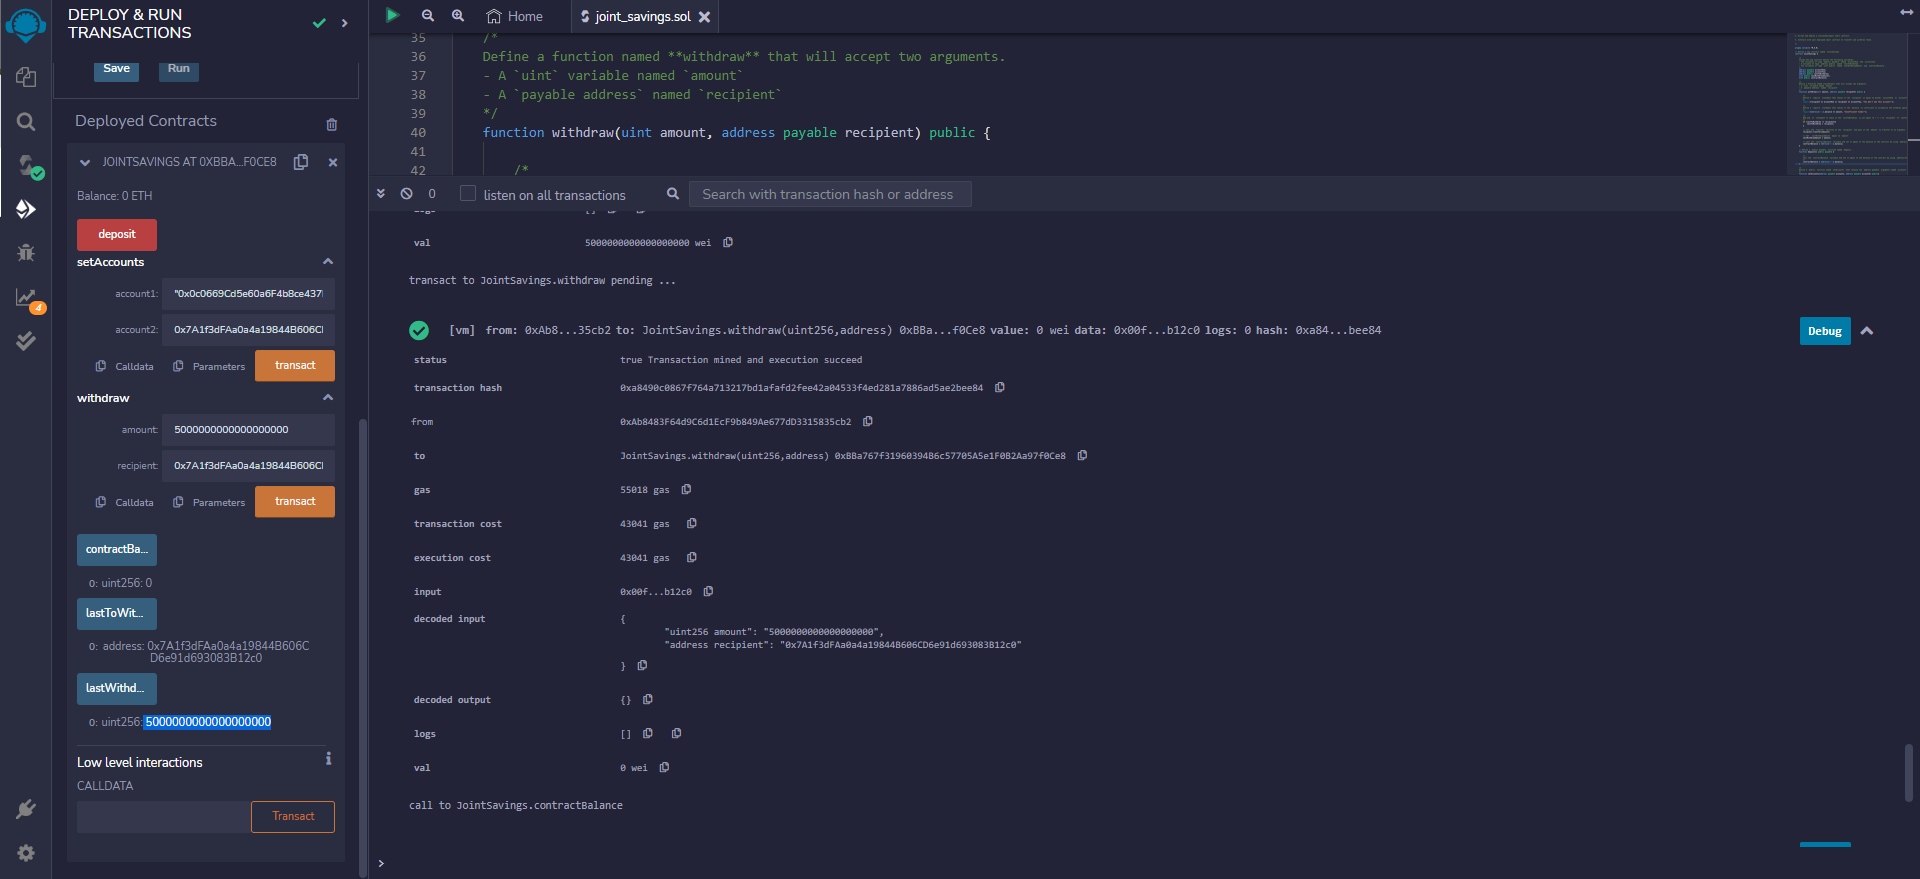 DEPLOY & RUN
TRANSACTIONS
Save Run
Deployed Contracts
JOINTSAVINGS AT 0XBBA...F0CE8
Balance: 0 ETH
deposit
setAccounts
account1: "0x0c0669Cd5e60a6F4b8ce437
account2: 0x7A1f3dFAa0a4a19844B606C
Calldata Parameters transact
withdraw
amount: 5000000000000000000
recipient: 0x7A1f3dFAa0a4a19844B606C
Calldata Parameters transact
contractBa...
0: uint256: 0
lastToWit...
0: address: 0x7A1f3dFAa0a4a19844B606C
D6e91d693083B12c0
lastWithd...
0: uint256: 5000000000000000000
Low level interactions
CALLDATA
Transact
4
Home joint_savings.sol
35 /*
36 Define a function named **withdraw** that will accept two arguments.
37 - A `uint` variable named `amount`
38 - A `payable address` named `recipient`
39 */
40 function withdraw(uint amount, address payable recipient) public {
41
42 /*
0 listen on all transactions Search with transaction hash or address
logs []
val 5000000000000000000 wei
transact to JointSavings.withdraw pending ...
[vm] from: 0xAb8...35cb2 to: JointSavings.withdraw(uint256,address) 0xBBa...f0Ce8 value: 0 wei data: 0x00f...b12c0 logs: 0 hash: 0xa84...bee84 Debug
status true Transaction mined and execution succeed
transaction hash 0xa8490c0867f764a713217bd1afafd2fee42a04533f4ed281a7886ad5ae2bee84
from 0xAb8483F64d9C6d1EcF9b849Ae677dD3315835cb2
to JointSavings.withdraw(uint256,address) 0xBBa767f31960394B6c57705A5e1F0B2Aa97f0Ce8
gas 55018 gas
transaction cost 43041 gas
execution cost 43041 gas
input 0x00f...b12c0
decoded input {
"uint256 amount": "5000000000000000000",
"address recipient": "0x7A1f3dFAa0a4a19844B606CD6e91d693083B12c0"
}
decoded output {}
logs []
val 0 wei
call to JointSavings.contractBalance
>